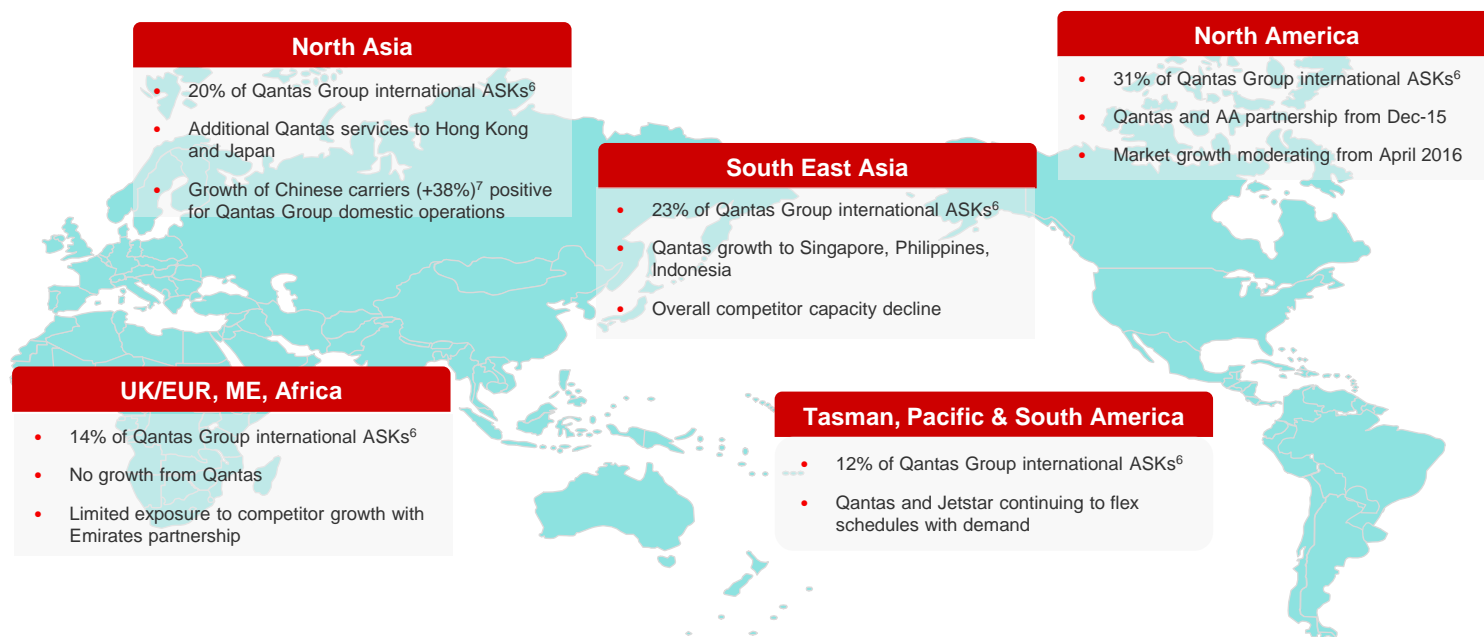 North Asia
• 20% of Qantas Group international ASKs⁶
• Additional Qantas services to Hong Kong
and Japan
• Growth of Chinese carriers (+38%)⁷ positive
for Qantas Group domestic operations
North America
• 31% of Qantas Group international ASKs⁶
• Qantas and AA partnership from Dec-15
• Market growth moderating from April 2016
South East Asia
• 23% of Qantas Group international ASKs⁶
• Qantas growth to Singapore, Philippines,
Indonesia
• Overall competitor capacity decline
UK/EUR, ME, Africa
• 14% of Qantas Group international ASKs⁶
• No growth from Qantas
• Limited exposure to competitor growth with
Emirates partnership
Tasman, Pacific & South America
• 12% of Qantas Group international ASKs⁶
• Qantas and Jetstar continuing to flex
schedules with demand